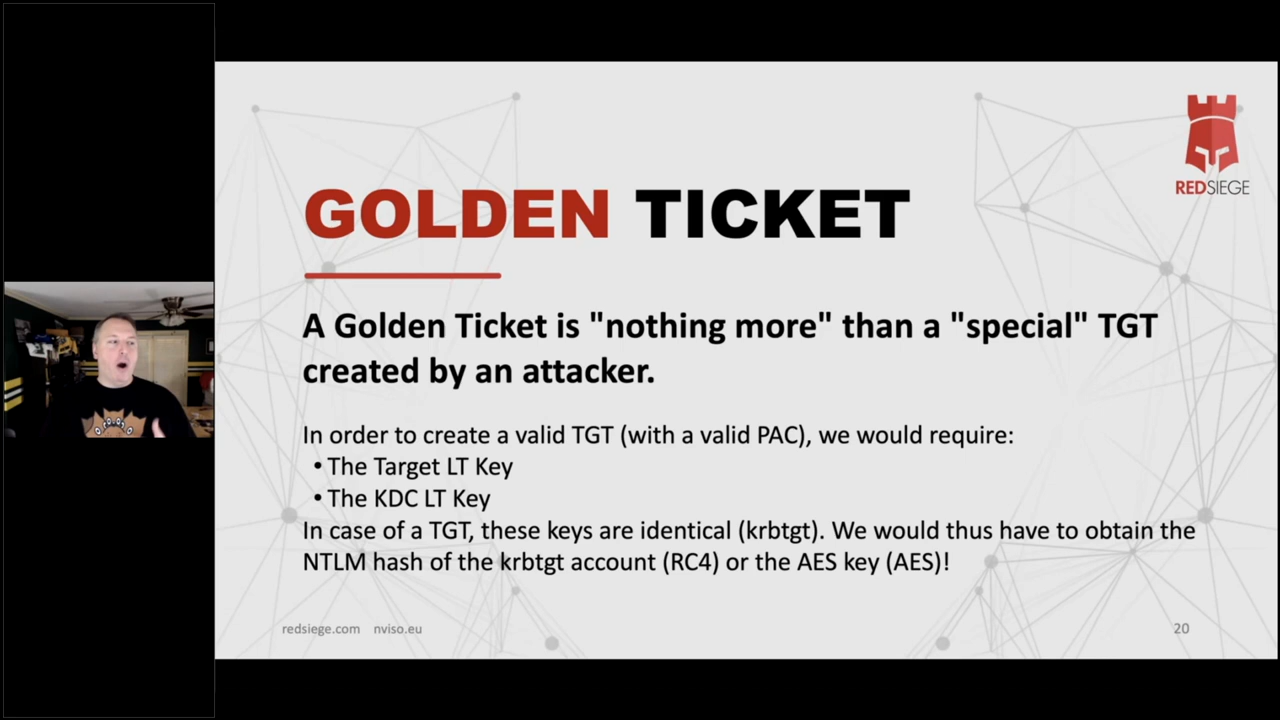 REDSIEGE
GOLDEN TICKET
A Golden Ticket is "nothing more" than a "special" TGT
created by an attacker.
In order to create a valid TGT (with a valid PAC), we would require:
• The Target LT Key
• The KDC LT Key
In case of a TGT, these keys are identical (krbtgt). We would thus have to obtain the
NTLM hash of the krbtgt account (RC4) or the AES key (AES)!
redsiege.com nviso.eu
20